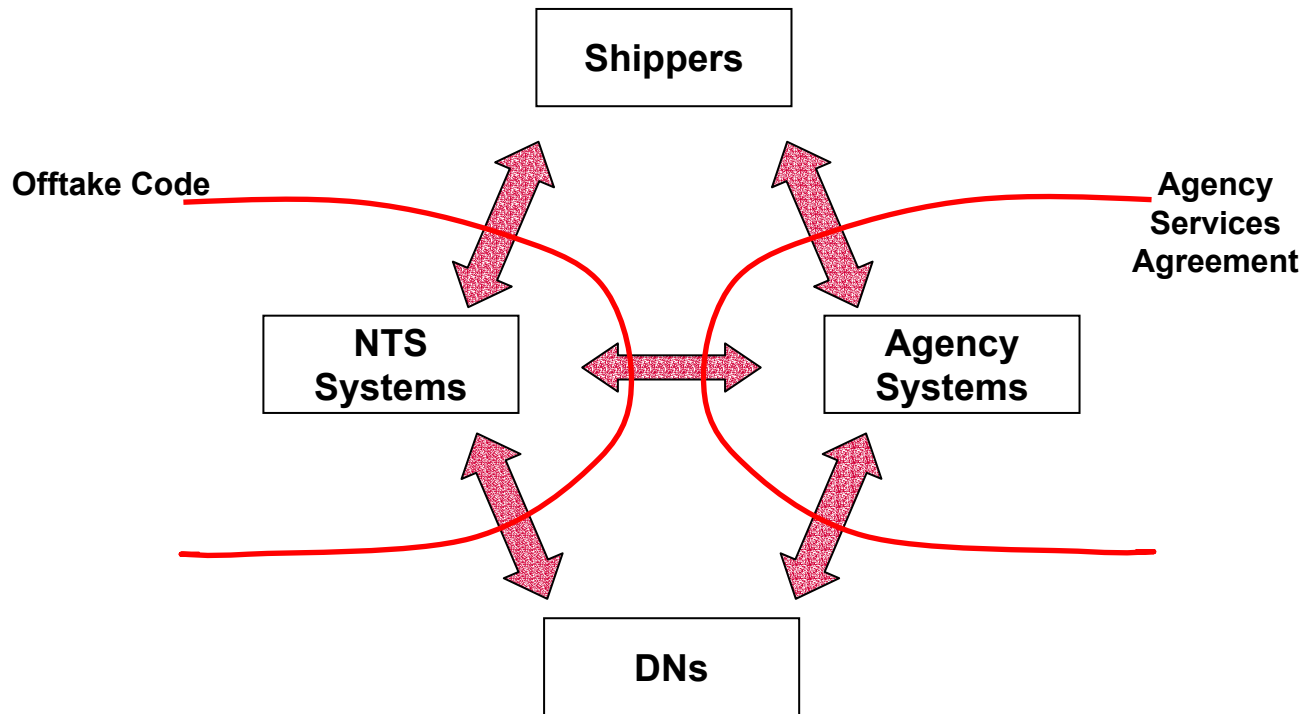 Shippers
Offtake Code
Agency
Services
Agreement
NTS
Systems
Agency
Systems
DNs